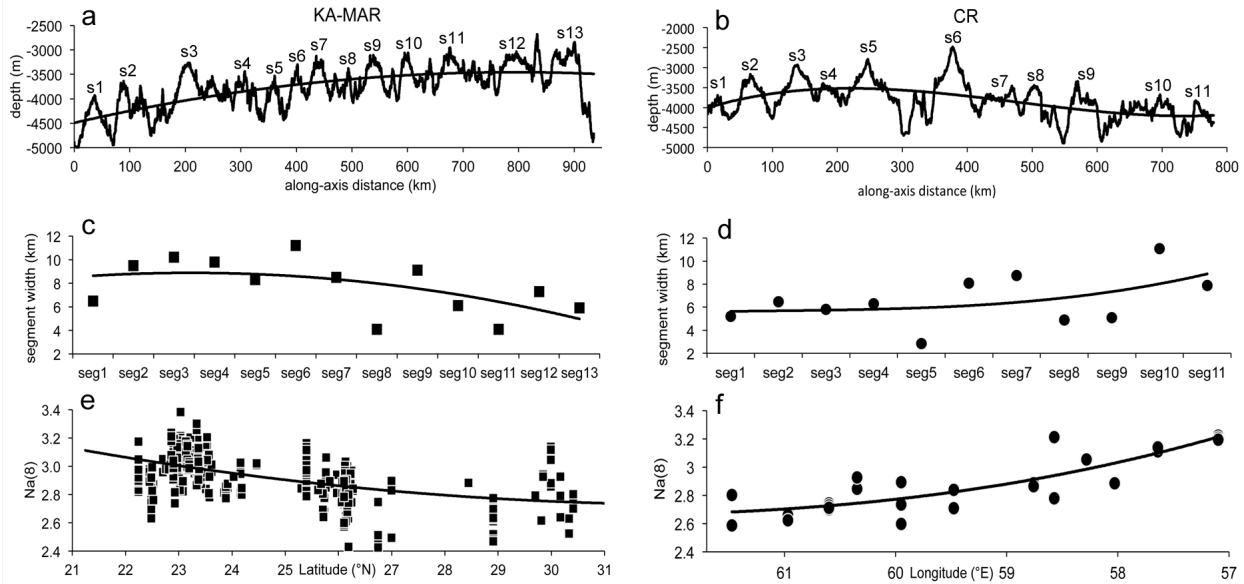 a
KA-MAR
-2500
-3000
-3500
-4000
-4500
-5000
depth (m)
s1 s2 s3 s4 s5 s6 s7 s8 s9 s10 s11 s12 s13
0 100 200 300 400 500 600 700 800 900
along-axis distance (km)
b
CR
-2000
-2500
-3000
-3500
-4000
-4500
-5000
depth (m)
s1 s2 s3 s4 s5 s6 s7 s8 s9 s10 s11
0 100 200 300 400 500 600 700 800
along-axis distance (km)
c
12
10
8
6
4
2
segment width (km)
seg1 seg2 seg3 seg4 seg5 seg6 seg7 seg8 seg9 seg10 seg11 seg12 seg13
d
12
10
8
6
4
2
segment width (km)
seg1 seg2 seg3 seg4 seg5 seg6 seg7 seg8 seg9 seg10 seg11
e
3.4
3.2
3.0
2.8
2.6
2.4
Na(8)
21 22 23 24 25 Latitude (°N) 27 28 29 30 31
f
3.4
3.2
3
2.8
2.6
2.4
Na(8)
61 60 Longitude (°E) 59 58 57